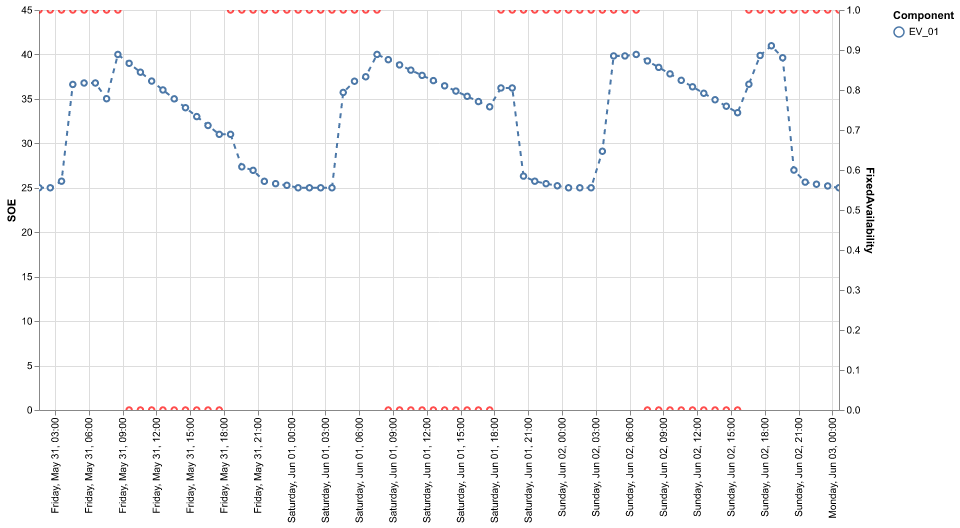 Component
EV_01
SOE
45
40
35
30
25
20
15
10
5
0
1.0
0.9
0.8
0.7
0.6
0.5
0.4
0.3
0.2
0.1
0.0
FixedAvailability
Friday, May 31, 03:00
Friday, May 31, 06:00
Friday, May 31, 09:00
Friday, May 31, 12:00
Friday, May 31, 15:00
Friday, May 31, 18:00
Friday, May 31, 21:00
Saturday, Jun 01, 00:00
Saturday, Jun 01, 03:00
Saturday, Jun 01, 06:00
Saturday, Jun 01, 09:00
Saturday, Jun 01, 12:00
Saturday, Jun 01, 15:00
Saturday, Jun 01, 18:00
Saturday, Jun 01, 21:00
Sunday, Jun 02, 00:00
Sunday, Jun 02, 03:00
Sunday, Jun 02, 06:00
Sunday, Jun 02, 09:00
Sunday, Jun 02, 12:00
Sunday, Jun 02, 15:00
Sunday, Jun 02, 18:00
Sunday, Jun 02, 21:00
Monday, Jun 03, 00:00